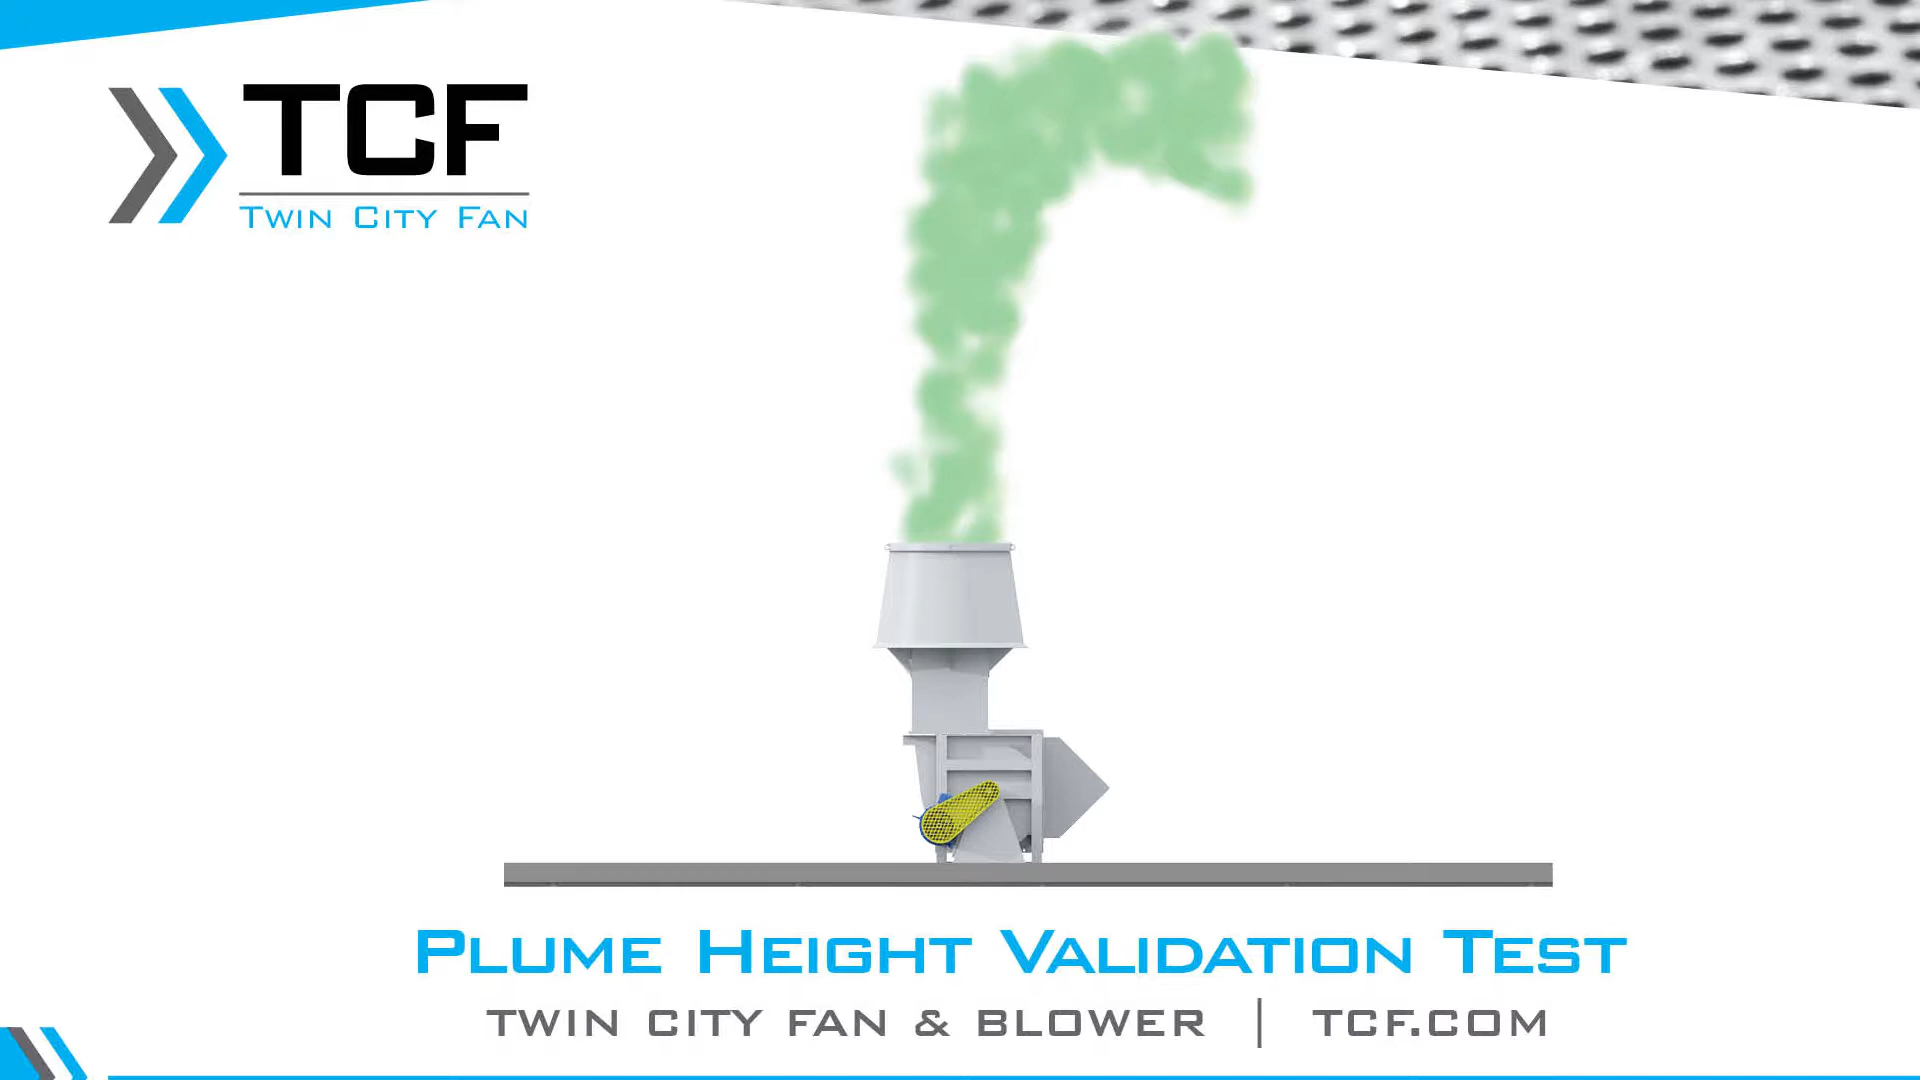 TCF
TWIN CITY FAN
PLUME HEIGHT VALIDATION TEST
TWIN CITY FAN & BLOWER | TCF.COM